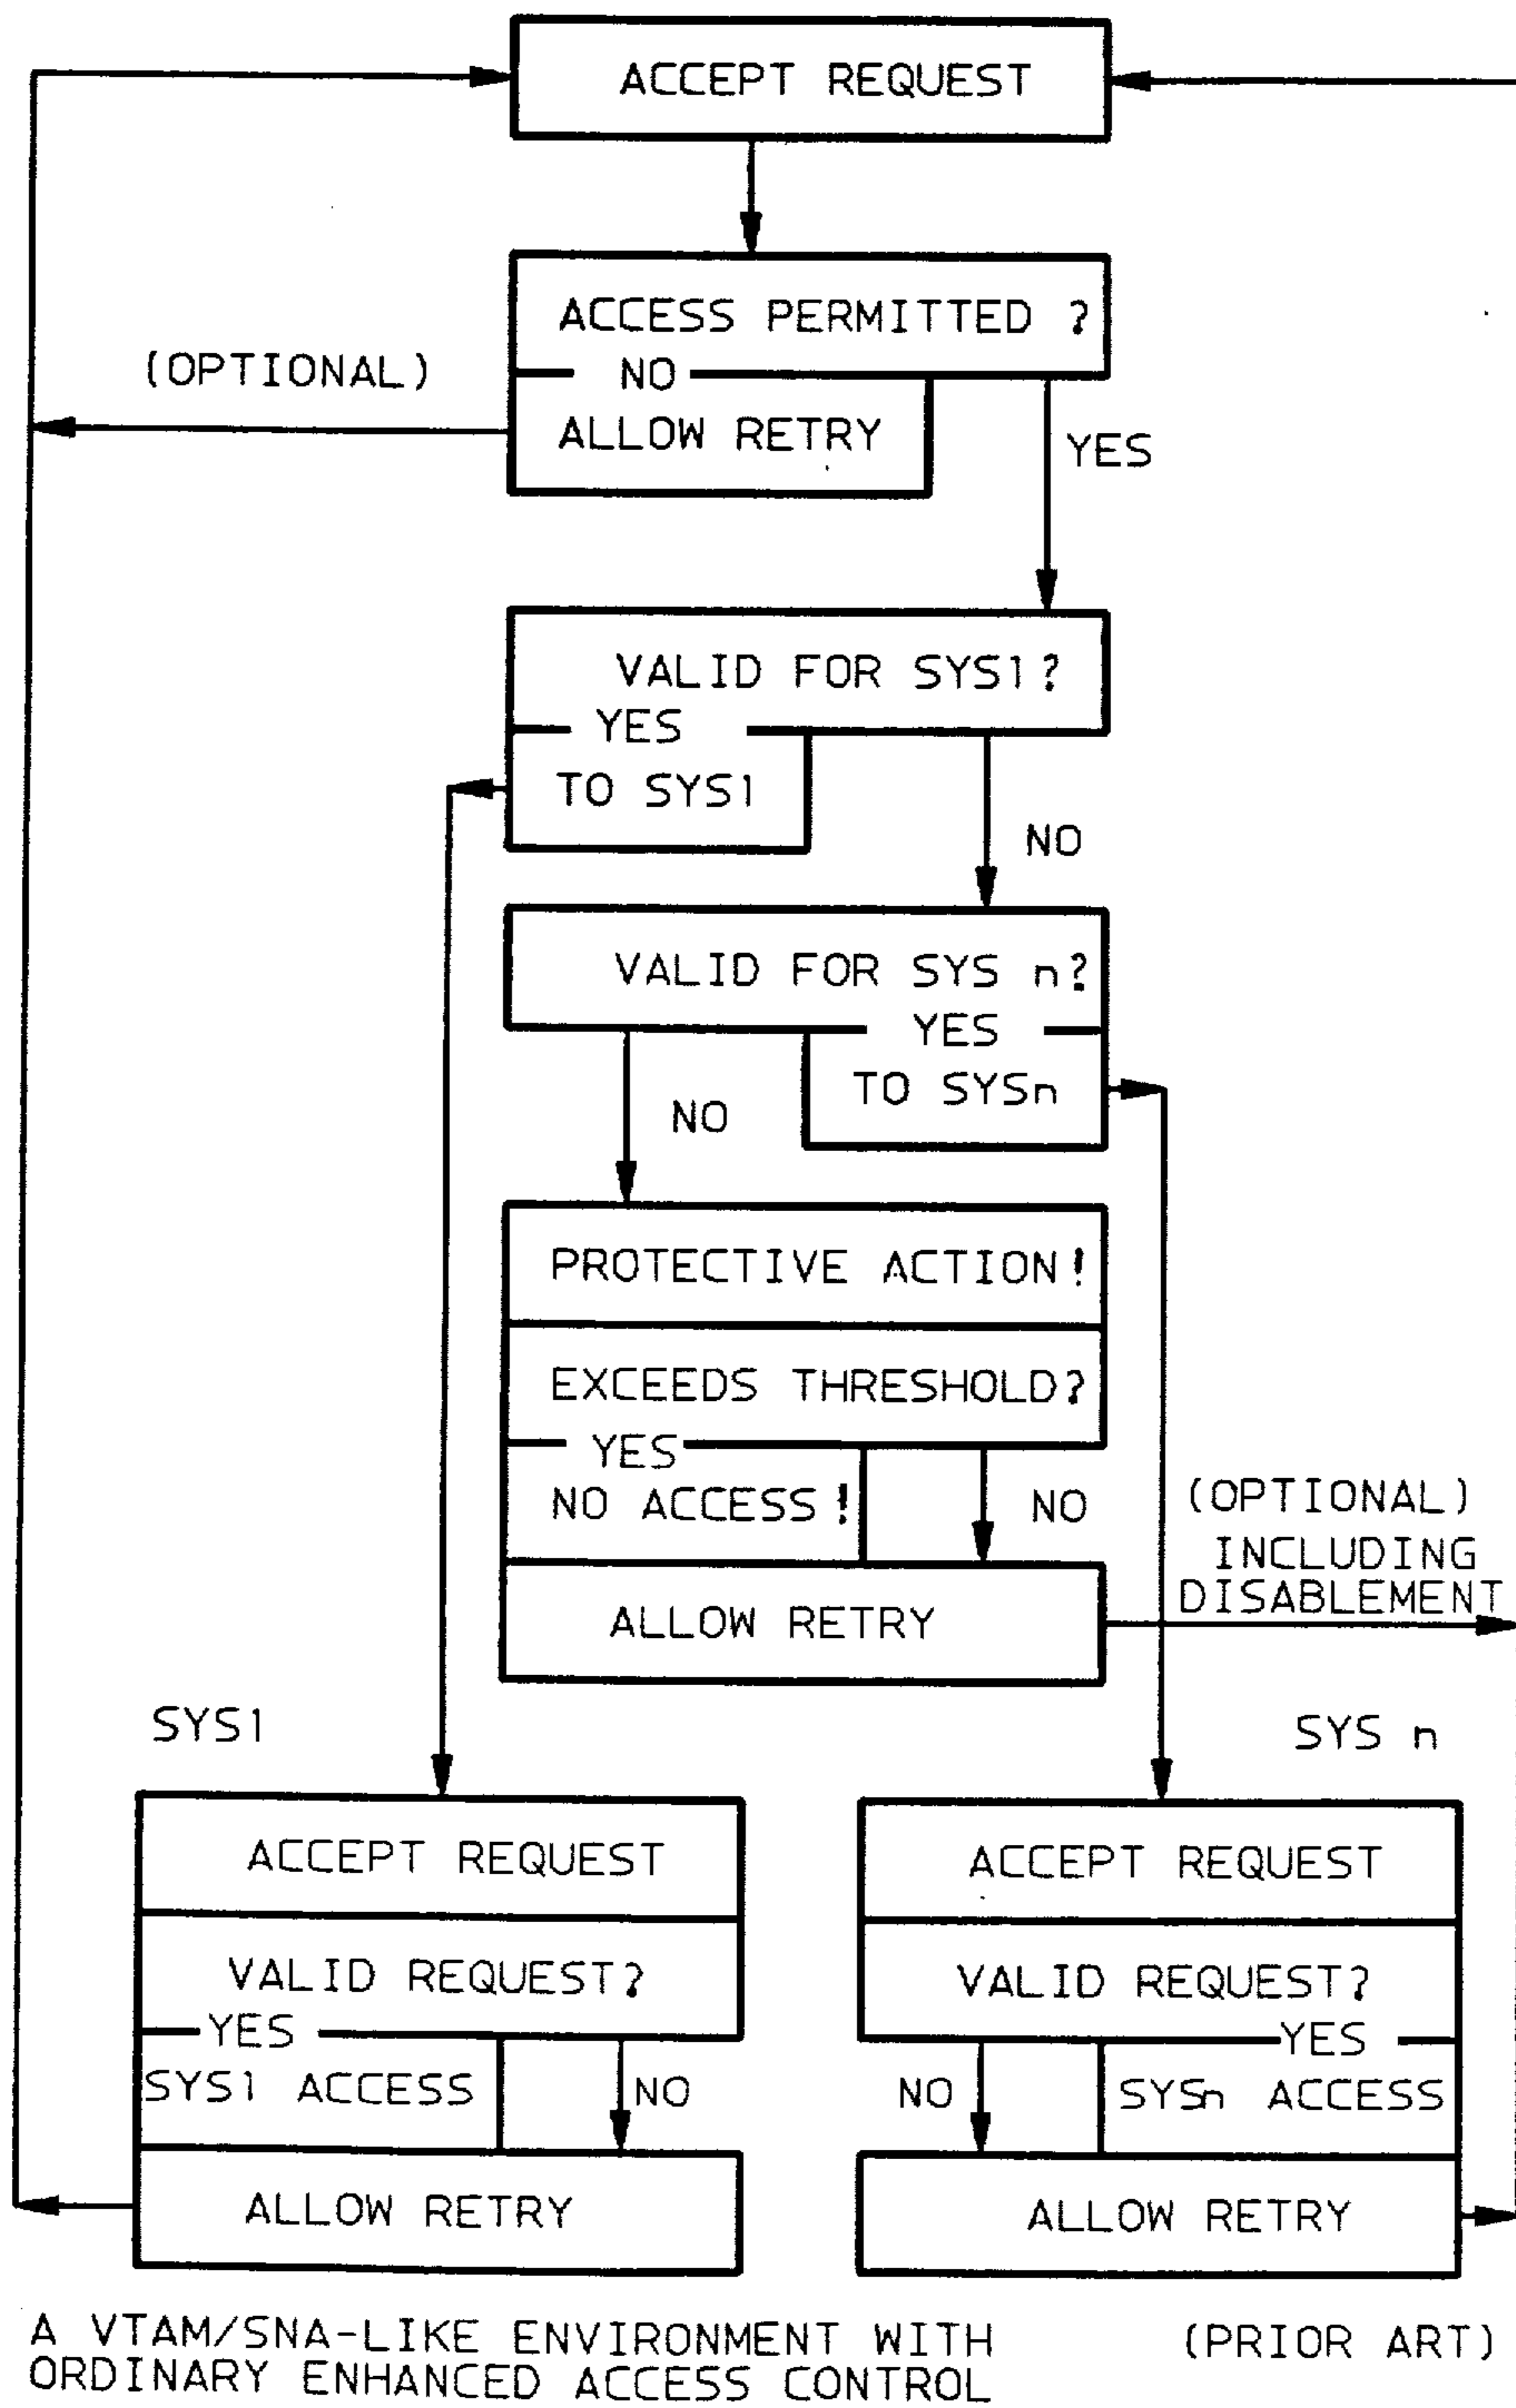 ACCEPT REQUEST
ACCESS PERMITTED ?
(OPTIONAL)
NO
ALLOW RETRY
YES
VALID FOR SYS1?
YES
TO SYS1
NO
VALID FOR SYS n?
YES
TO SYSn
NO
PROTECTIVE ACTION!
EXCEEDS THRESHOLD?
YES
NO ACCESS!
NO
(OPTIONAL)
INCLUDING
DISABLEMENT
ALLOW RETRY
SYS1
SYS n
ACCEPT REQUEST
VALID REQUEST?
YES
SYS1 ACCESS
NO
ALLOW RETRY
ACCEPT REQUEST
VALID REQUEST?
YES
NO
SYSn ACCESS
ALLOW RETRY
A VTAM/SNA-LIKE ENVIRONMENT WITH
ORDINARY ENHANCED ACCESS CONTROL
(PRIOR ART)